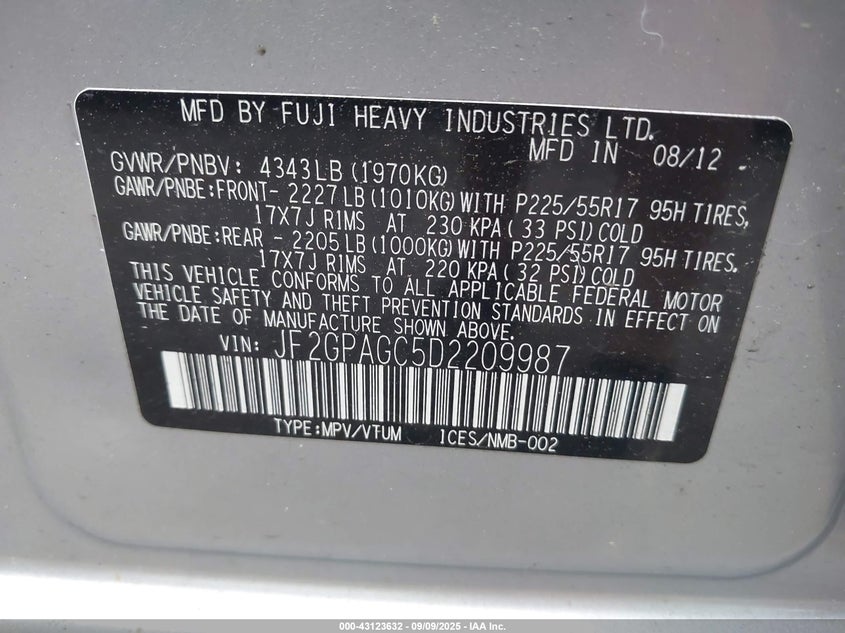 MFD BY FUJI HEAVY INDUSTRIES LTD.
MFD IN 08/12
GVWR/PNBV: 4343LB (1970KG)
GAWR/PNBE:FRONT- 2227LB (1010KG) WITH P225/55R17 95H TIRES,
17X7J RIMS AT 230 KPA ( 33 PSI) COLD
GAWR/PNBE:REAR - 2205LB (1000KG) WITH P225/55R17 95H TIRES.
17X7J RIMS AT 220 KPA ( 32 PSI) COLD
THIS VEHICLE CONFORMS TO ALL APPLICABLE FEDERAL MOTOR
VEHICLE SAFETY AND THEFT PREVENTION STANDARDS IN EFFECT ON
THE DATE OF MANUFACTURE SHOWN ABOVE.
VIN: JF2GPAGC5D2209987
TYPE:MPV/VTUM 1CES/NMB-002
000-43123632 - 09/09/2025 - IAA Inc.